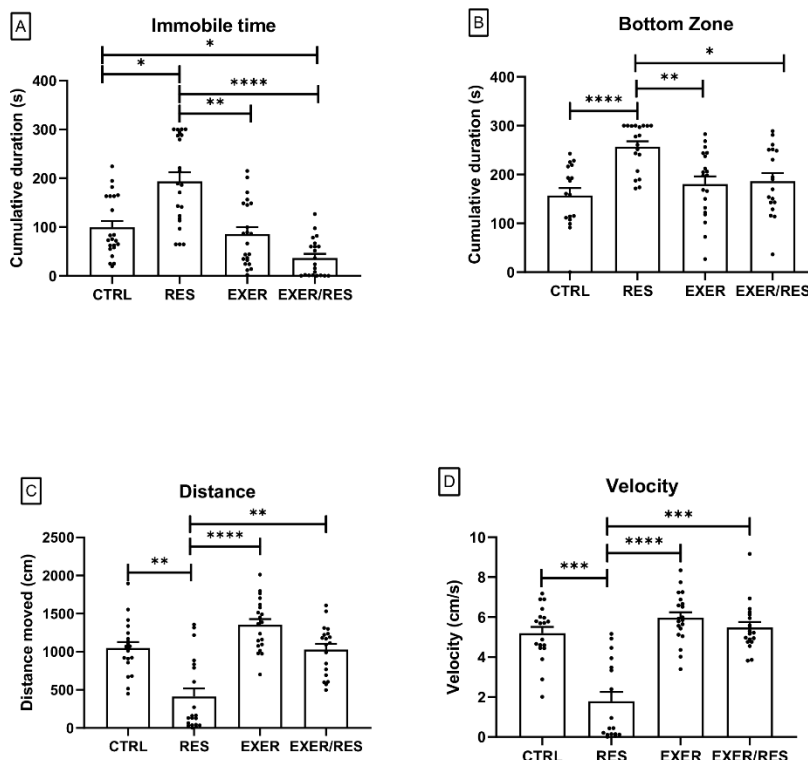 A
Immobile time
*
*
****
**
Cumulative duration (s)
400
300
200
100
0
CTRL RES EXER EXER/RES
B
Bottom Zone
*
**
****
Cumulative duration (s)
400
300
200
100
0
CTRL RES EXER EXER/RES
C
Distance
**
****
**
Distance moved (cm)
2500
2000
1500
1000
500
0
CTRL RES EXER EXER/RES
D
Velocity
***
****
***
Velocity (cm/s)
10
8
6
4
2
0
CTRL RES EXER EXER/RES